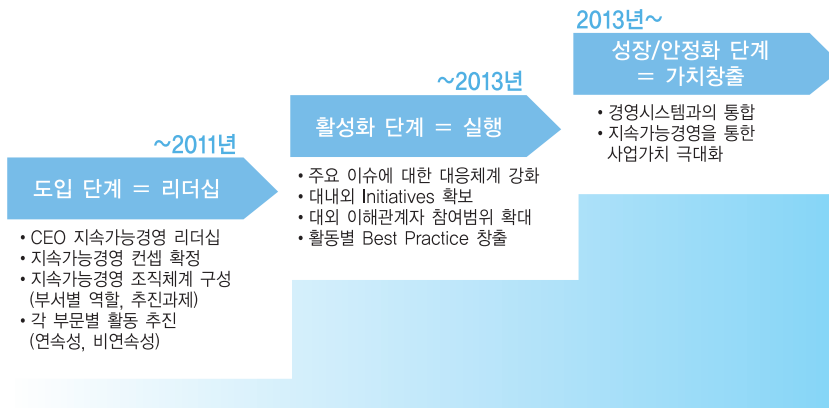 ~2011년
도입 단계 = 리더십
• CEO 지속가능경영 리더십
• 지속가능경영 컨셉 확정
• 지속가능경영 조직체계 구성
(부서별 역할, 추진과제)
• 각 부문별 활동 추진
(연속성, 비연속성)
~2013년
활성화 단계 = 실행
• 주요 이슈에 대한 대응체계 강화
• 대내외 Initiatives 확보
• 대외 이해관계자 참여범위 확대
• 활동별 Best Practice 창출
2013년~
성장/안정화 단계
= 가치창출
• 경영시스템과의 통합
• 지속가능경영을 통한
사업가치 극대화